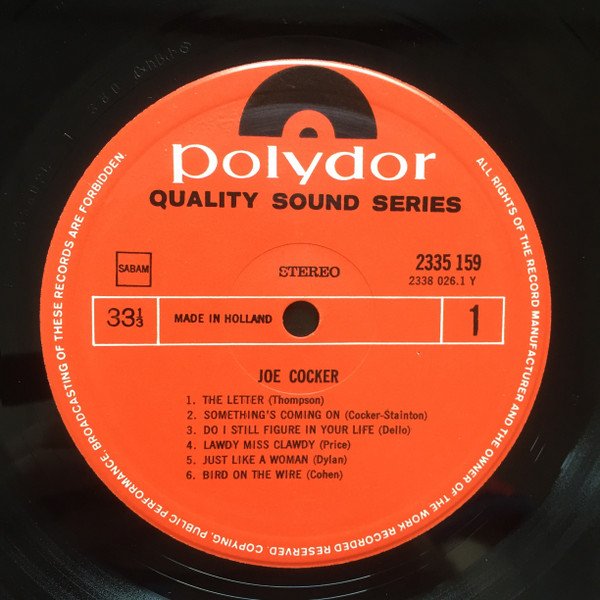 polydor
QUALITY SOUND SERIES
SABAM
STEREO
2335 159
2338 026.1 Y
33⅓
MADE IN HOLLAND
1
JOE COCKER
1. THE LETTER (Thompson)
2. SOMETHING'S COMING ON (Cocker-Stainton)
3. DO I STILL FIGURE IN YOUR LIFE (Dello)
4. LAWDY MISS CLAWDY (Price)
5. JUST LIKE A WOMAN (Dylan)
6. BIRD ON THE WIRE (Cohen)
ALL RIGHTS OF THE RECORD MANUFACTURER AND THE OWNER OF THE WORK RECORDED RESERVED COPYING, PUBLIC PERFORMANCE, BROADCASTING OF THESE RECORDS ARE FORBIDDEN.